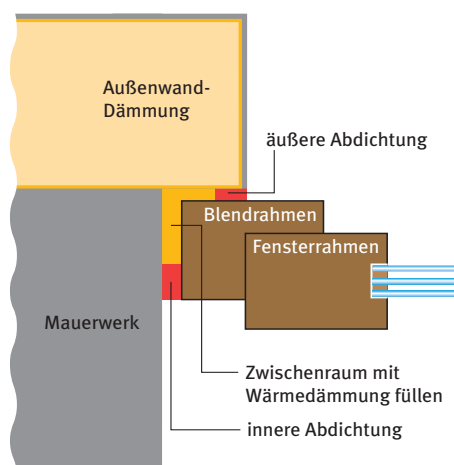 Außenwand-
Dämmung
äußere Abdichtung
Blendrahmen
Fensterrahmen
Mauerwerk
Zwischenraum mit
Wärmedämmung füllen
innere Abdichtung